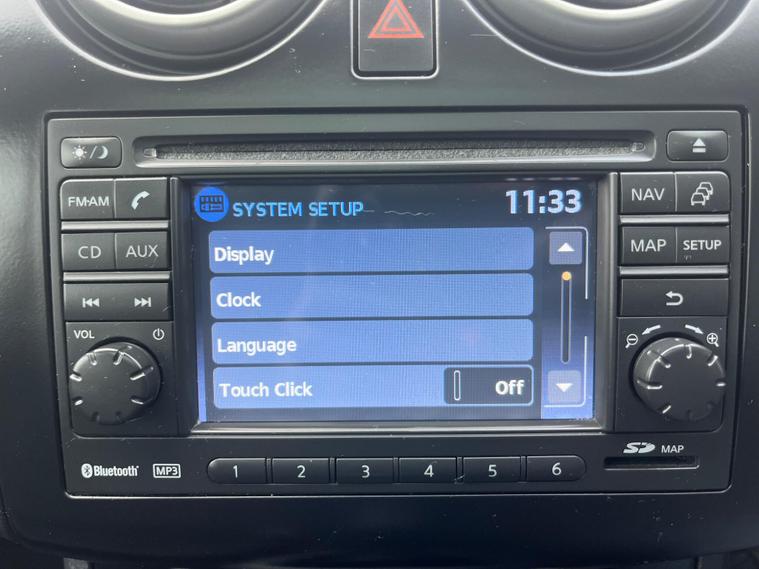 FM·AM
NAV
SYSTEM SETUP
11:33
CD
AUX
Display
MAP
SETUP
Clock
Language
VOL
Touch Click
Off
Bluetooth
MP3
1
2
3
4
5
6
SD MAP